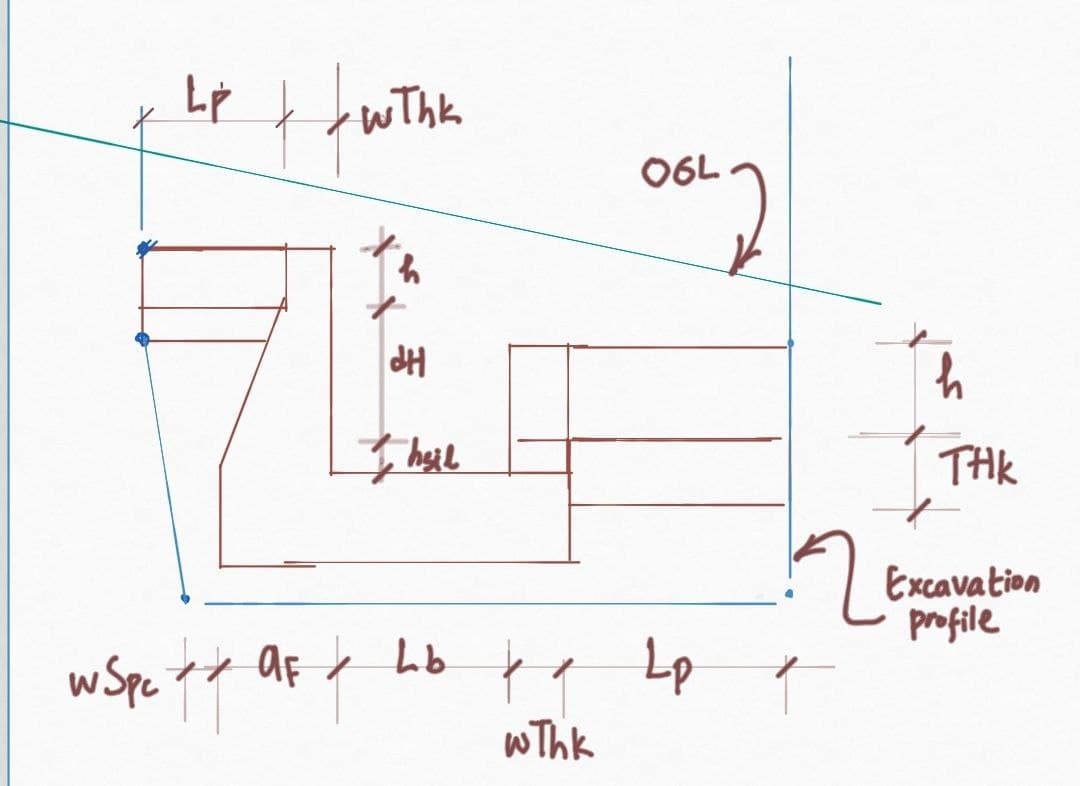 Lp
wThk
OGL
h
dH
hsil
h
THk
Excavation
profile
wSpc
aF
Lb
Lp
wThk